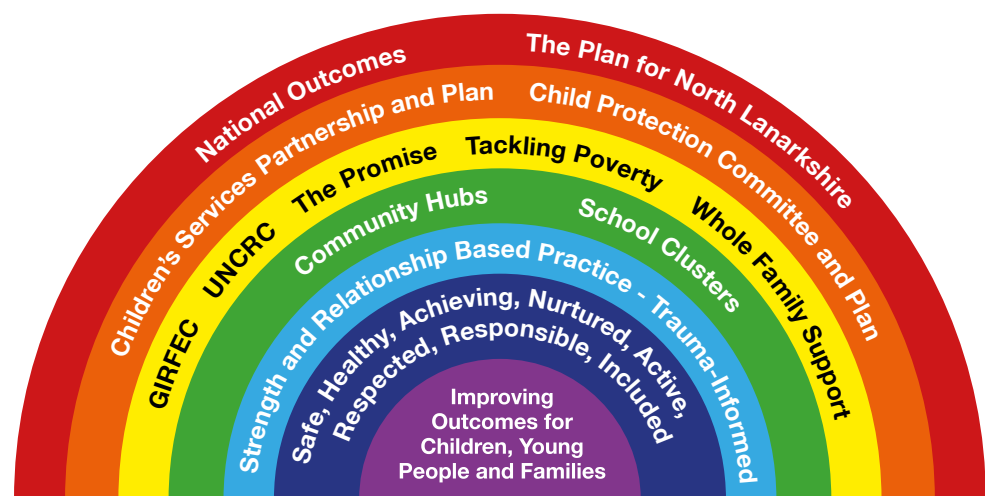 National Outcomes
The Plan for North Lanarkshire
Children's Services Partnership and Plan
Child Protection Committee and Plan
GIRFEC
UNCRC
The Promise
Tackling Poverty
Whole Family Support
Community Hubs
School Clusters
Strength and Relationship Based Practice - Trauma-Informed
Safe, Healthy, Achieving, Nurtured, Active,
Respected, Responsible, Included
Improving
Outcomes for
Children, Young
People and Families